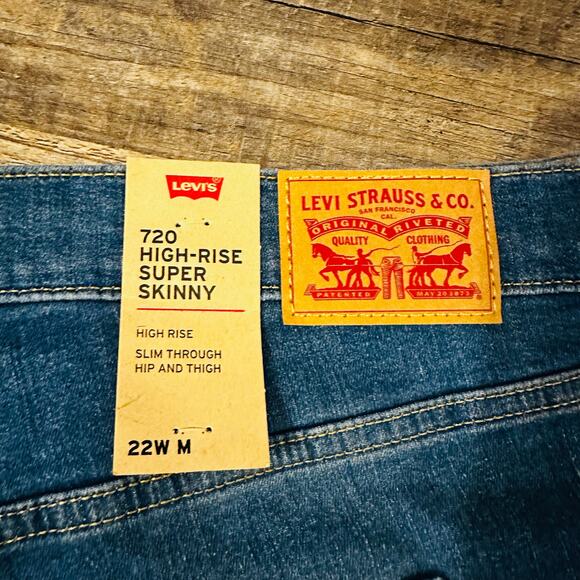 Levi's
720
HIGH-RISE
SUPER
SKINNY
HIGH RISE
SLIM THROUGH
HIP AND THIGH
22W M
LEVI STRAUSS & CO.
SAN FRANCISCO
CAL.
ORIGINAL RIVETED
QUALITY CLOTHING
PATENTED MAY 20 1873